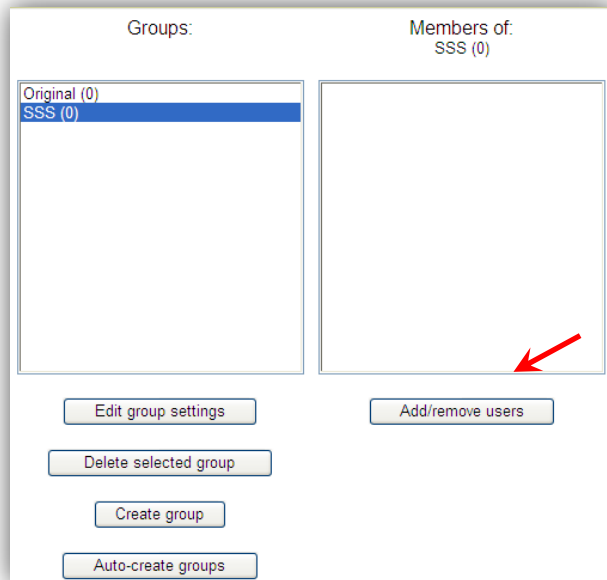 Groups:
Members of:
SSS (0)
Original (0)
SSS (0)
Edit group settings
Add/remove users
Delete selected group
Create group
Auto-create groups